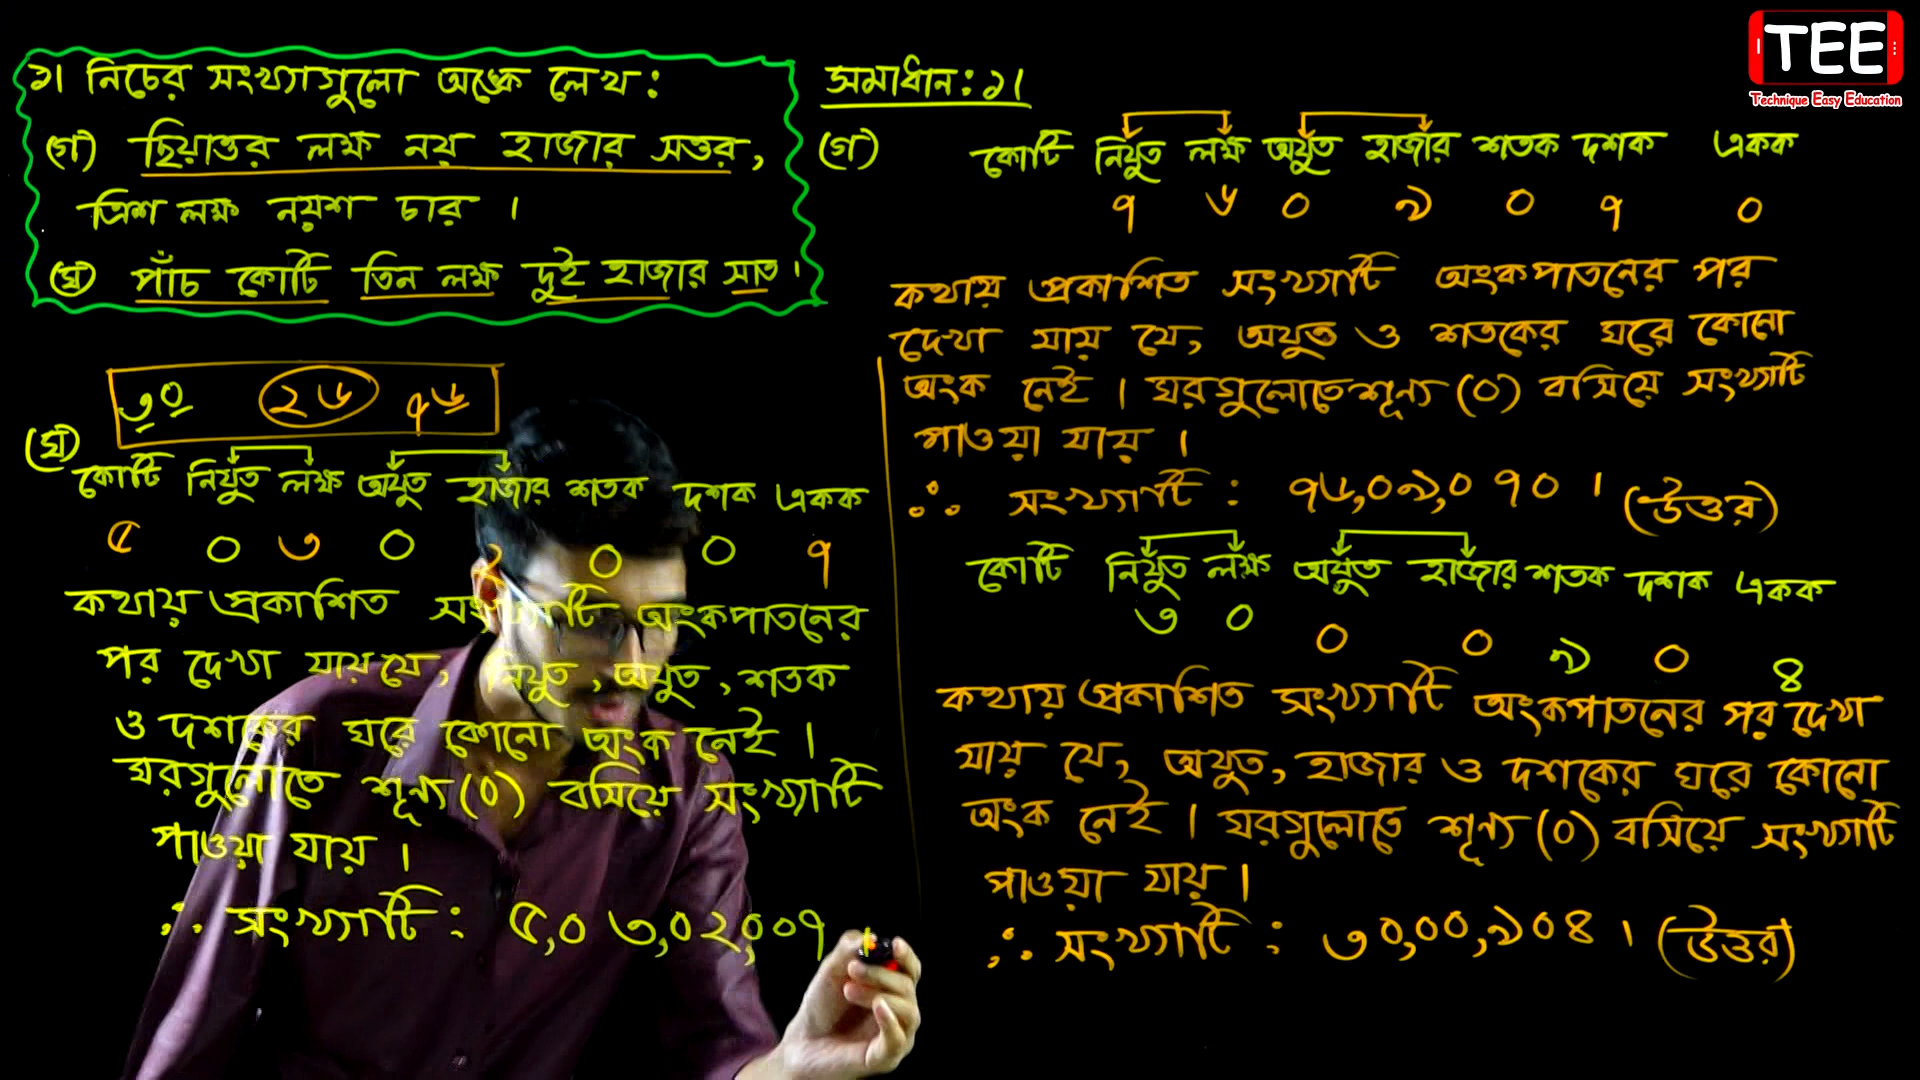 TEE
Technique Easy Education
১। নিচের সংখ্যাগুলো অঙ্কে লেখ :
(গ) ছিয়াত্তর লক্ষ নয় হাজার সত্তর,
ত্রিশ লক্ষ নয়শ চার ।
(ঘ) পাঁচ কোটি তিন লক্ষ দুই হাজার সাত ।
সমাধান : ১।
(গ)
কোটি নিযুত লক্ষ অযুত হাজার শতক দশক একক
৭ ৬ ০ ৯ ০ ৭ ০
কথায় প্রকাশিত সংখ্যাটি অংকপাতনের পর
দেখা যায় যে, অযুত ও শতকের ঘরে কোনো
অংক নেই । ঘরগুলোতে শূন্য (০) বসিয়ে সংখ্যাটি
পাওয়া যায় ।
∴ সংখ্যাটি : ৭৬,০৯,০৭০ । (উত্তর)
কোটি নিযুত লক্ষ অযুত হাজার শতক দশক একক
৩ ০ ০ ০ ৯ ০ ৪
কথায় প্রকাশিত সংখ্যাটি অংকপাতনের পর দেখা
যায় যে, অযুত, হাজার ও দশকের ঘরে কোনো
অংক নেই । ঘরগুলোতে শূন্য (০) বসিয়ে সংখ্যাটি
পাওয়া যায় ।
∴ সংখ্যাটি : ৩০,০০,৯০৪ । (উত্তর)
৩০ ২৬ ৭৬
(ঘ)
কোটি নিযুত লক্ষ অযুত হাজার শতক দশক একক
৫ ০ ৩ ০ ২ ০ ০ ৭
কথায় প্রকাশিত সংখ্যাটি অংকপাতনের
পর দেখা যায় যে, নিযুত, অযুত, শতক
ও দশকের ঘরে কোনো অংক নেই ।
ঘরগুলোতে শূন্য (০) বসিয়ে সংখ্যাটি
পাওয়া যায় ।
∴ সংখ্যাটি : ৫,০৩,০২,০০৭ ।